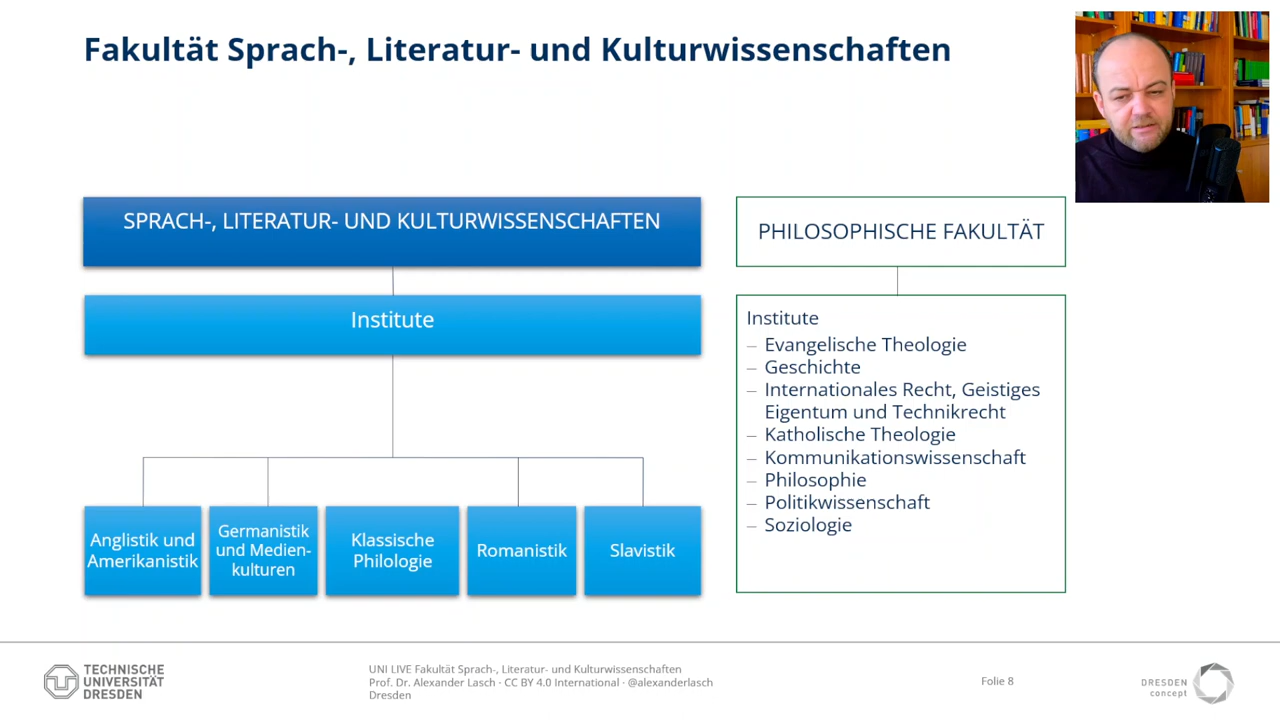 Fakultät Sprach-, Literatur- und Kulturwissenschaften
SPRACH-, LITERATUR- UND KULTURWISSENSCHAFTEN
Institute
Anglistik und
Amerikanistik
Germanistik
und Medien-
kulturen
Klassische
Philologie
Romanistik
Slavistik
PHILOSOPHISCHE FAKULTÄT
Institute
– Evangelische Theologie
– Geschichte
– Internationales Recht, Geistiges
Eigentum und Technikrecht
– Katholische Theologie
– Kommunikationswissenschaft
– Philosophie
– Politikwissenschaft
– Soziologie
TECHNISCHE
UNIVERSITÄT
DRESDEN
UNI LIVE Fakultät Sprach-, Literatur- und Kulturwissenschaften
Prof. Dr. Alexander Lasch · CC BY 4.0 International · @alexanderlasch
Dresden
Folie 8
DRESDEN
concept